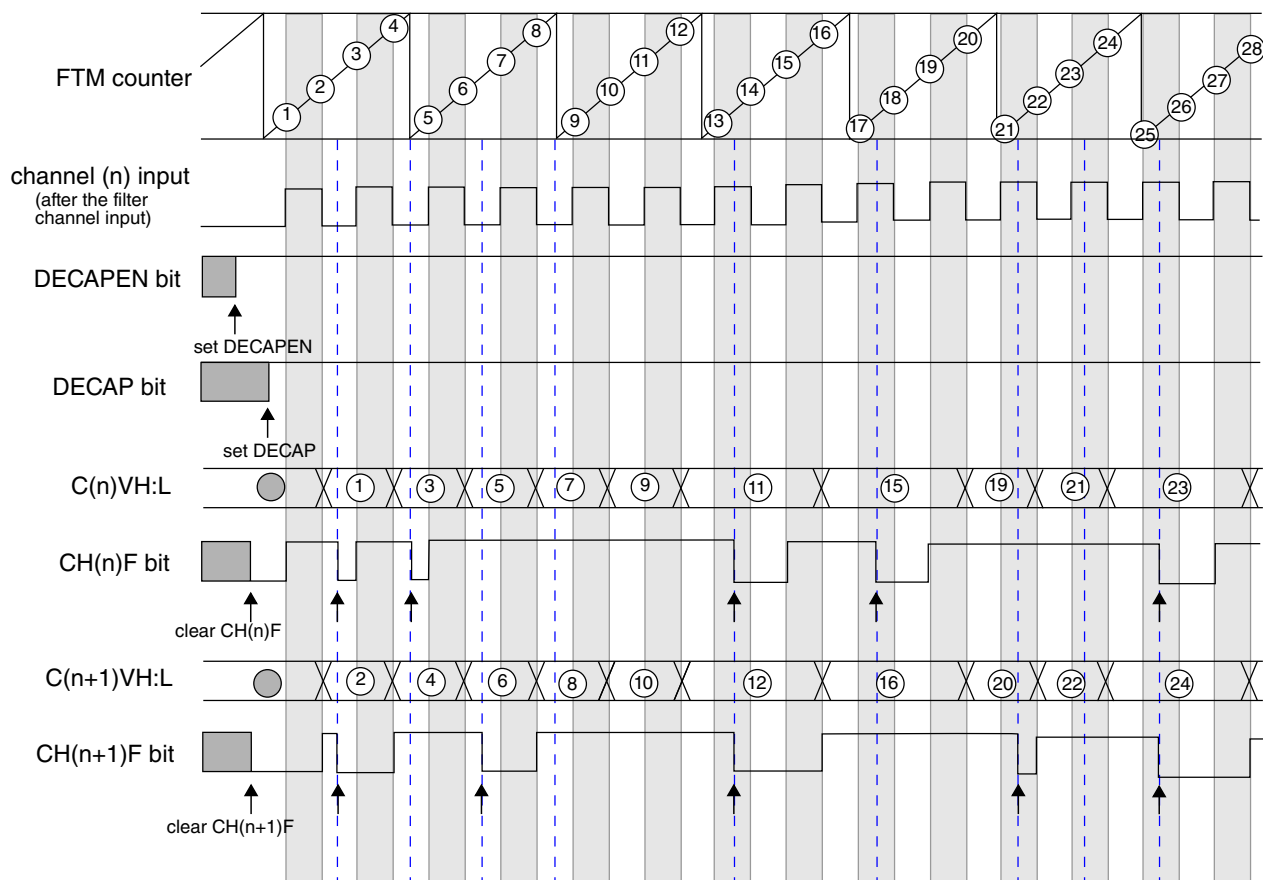 4 8 12 16 20 24 28
3 7 11 15 19 23 27
2 6 10 14 18 22 26
1 5 9 13 17 21 25
FTM counter
channel (n) input
(after the filter
channel input)
DECAPEN bit
set DECAPEN
DECAP bit
set DECAP
C(n)VH:L 1 3 5 7 9 11 15 19 21 23
CH(n)F bit
clear CH(n)F
C(n+1)VH:L 2 4 6 8 10 12 16 20 22 24
CH(n+1)F bit
clear CH(n+1)F